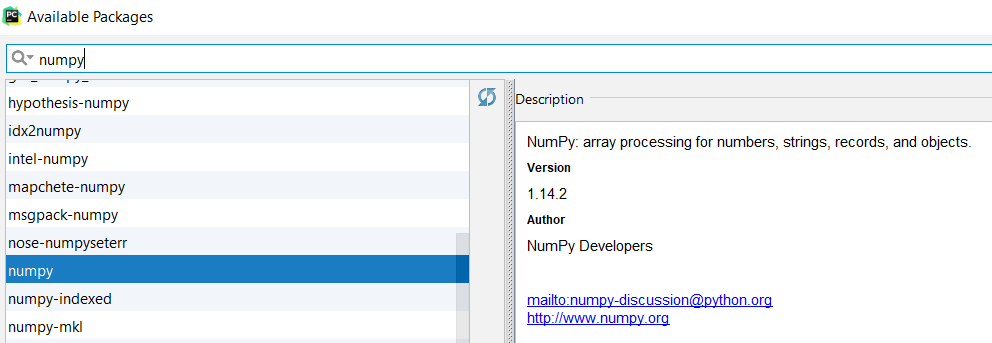 Available Packages
numpy
hypothesis-numpy
idx2numpy
intel-numpy
mapchete-numpy
msgpack-numpy
nose-numpyseterr
numpy
numpy-indexed
numpy-mkl
Description
NumPy: array processing for numbers, strings, records, and objects.
Version
1.14.2
Author
NumPy Developers
mailto:numpy-discussion@python.org
http://www.numpy.org